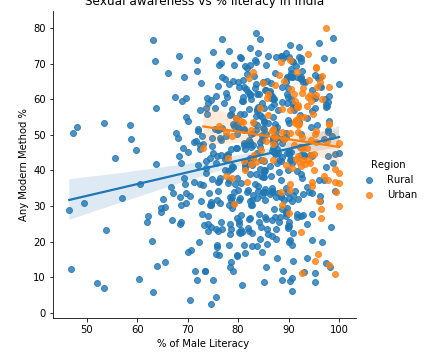 Sexual awareness vs % literacy in India
80
70
60
50
40
30
20
10
0
Any Modern Method %
50
60
70
80
90
100
% of Male Literacy
Region
Rural
Urban